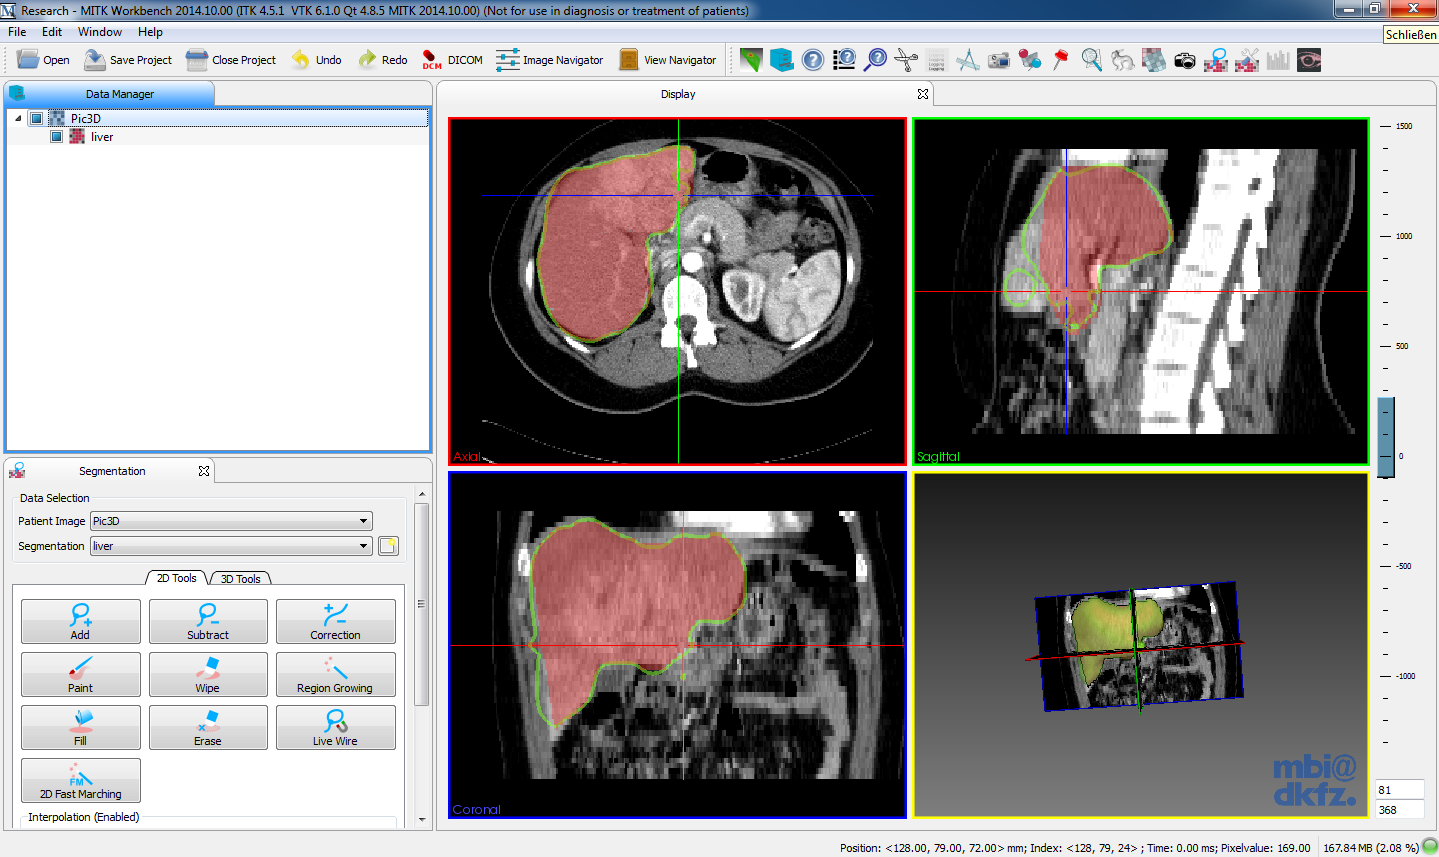 Research - MITK Workbench 2014.10.00 (ITK 4.5.1  VTK 6.1.0 Qt 4.8.5 MITK 2014.10.00) (Not for use in diagnosis or treatment of patients)
File Edit Window Help
Schließen
Open Save Project Close Project Undo Redo DCM DICOM Image Navigator View Navigator
Data Manager
Pic3D
liver
Display
Axial
Sagittal
Coronal
mbi@
dkfz.
1500
1000
500
0
-500
-1000
81
368
Segmentation
Data Selection
Patient Image Pic3D
Segmentation liver
2D Tools 3D Tools
Add Subtract Correction
Paint Wipe Region Growing
Fill Erase Live Wire
FM
2D Fast Marching
Interpolation (Enabled)
Position: <128.00, 79.00, 72.00> mm; Index: <128, 79, 24> ; Time: 0.00 ms; Pixelvalue: 169.00 167.84 MB (2.08 %)